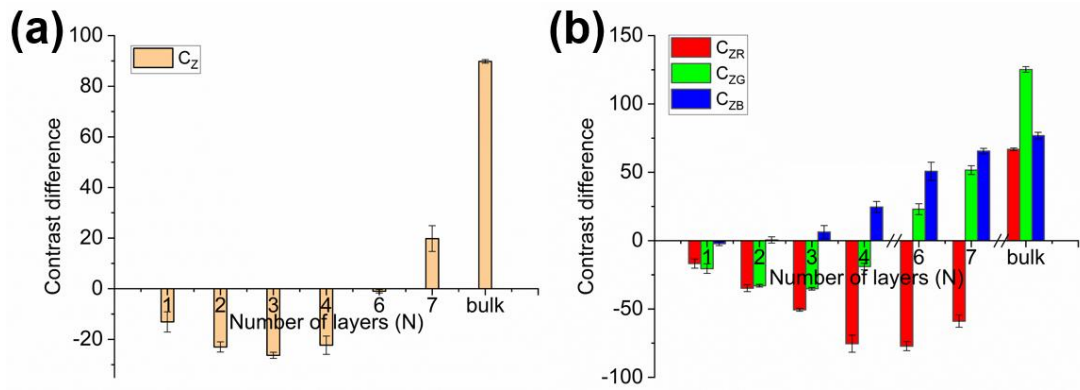 (a)
100
80
60
40
20
0
-20
Contrast difference
C_Z
1 2 3 4 6 7 bulk
Number of layers (N)
(b)
150
100
50
0
-50
-100
Contrast difference
C_ZR
C_ZG
C_ZB
1 2 3 4 6 7 bulk
Number of layers (N)